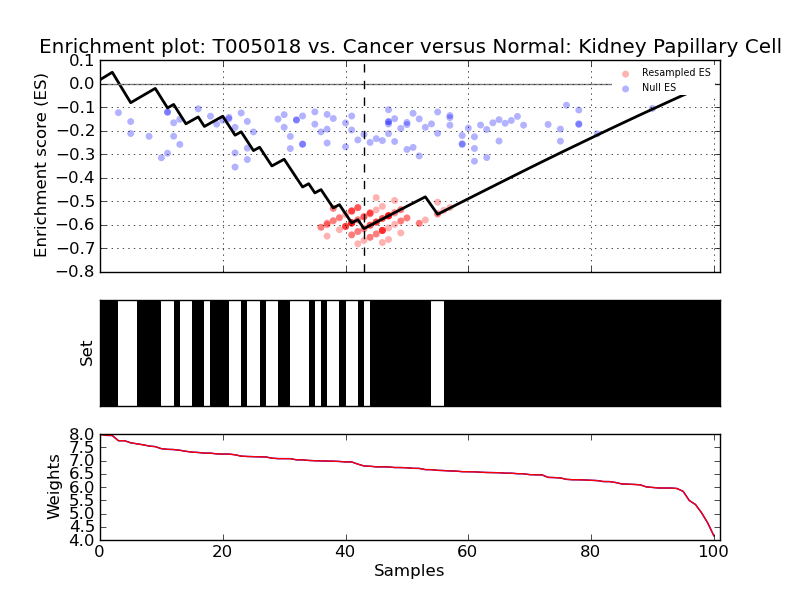 Enrichment plot: T005018 vs. Cancer versus Normal: Kidney Papillary Cell
Enrichment score (ES)
0.1
0.0
−0.1
−0.2
−0.3
−0.4
−0.5
−0.6
−0.7
−0.8
Resampled ES
Null ES
Set
Weights
8.0
7.5
7.0
6.5
6.0
5.5
5.0
4.5
4.0
0 20 40 60 80 100
Samples